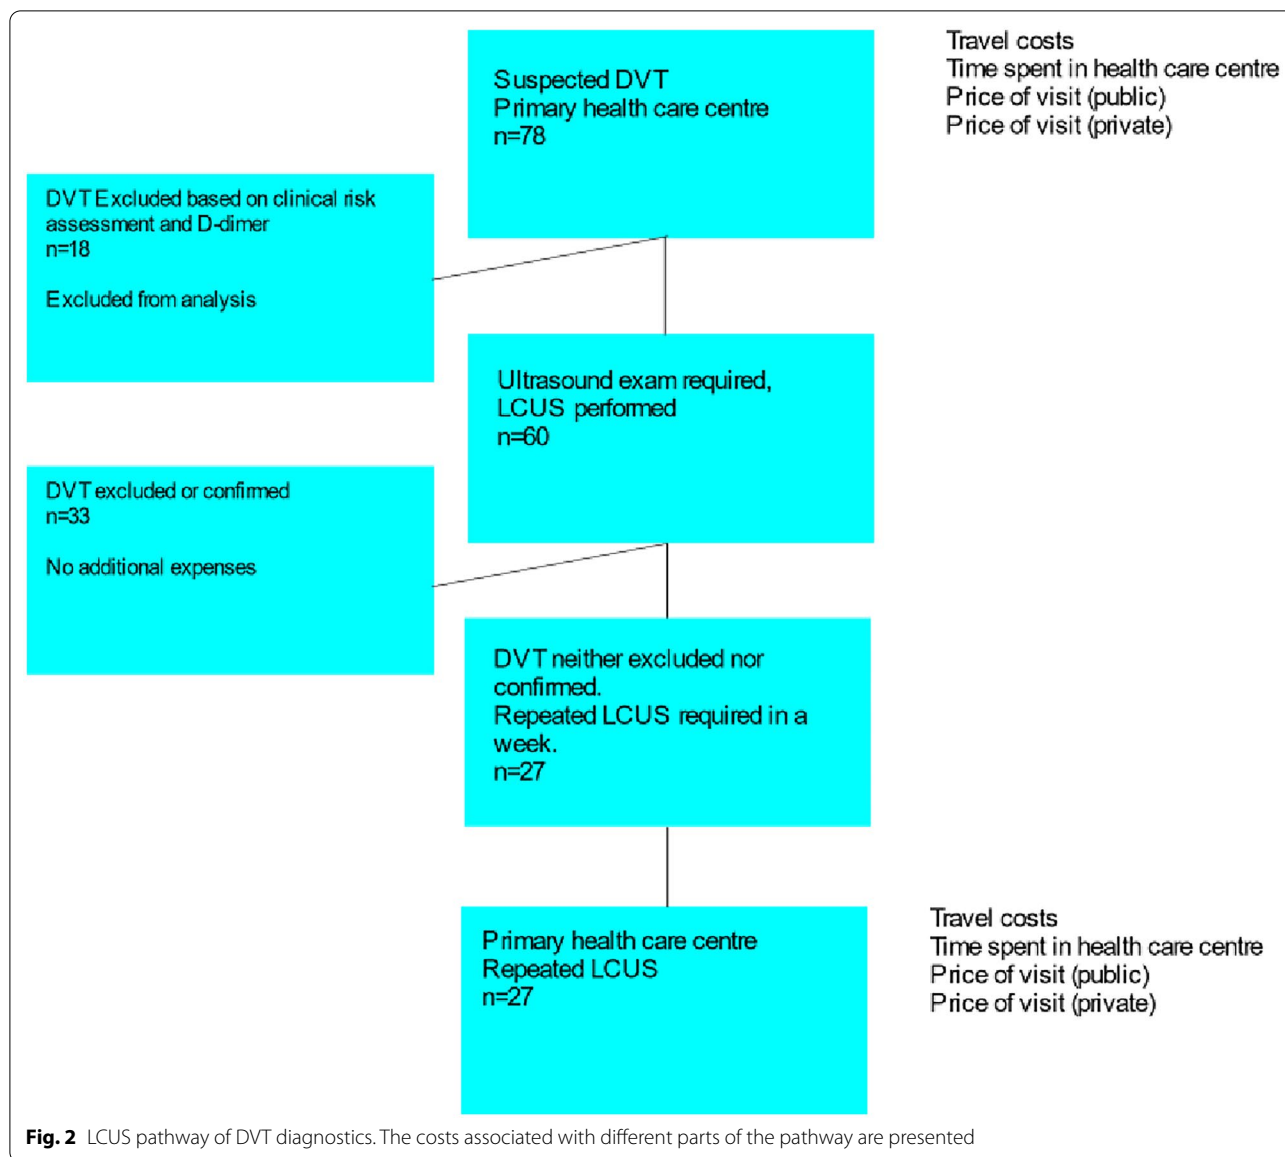 Suspected DVT
Primary health care centre
n=78
Travel costs
Time spent in health care centre
Price of visit (public)
Price of visit (private)
DVT Excluded based on clinical risk
assessment and D-dimer
n=18
Excluded from analysis
Ultrasound exam required,
LCUS performed
n=60
DVT excluded or confirmed
n=33
No additional expenses
DVT neither excluded nor
confirmed.
Repeated LCUS required in a
week.
n=27
Primary health care centre
Repeated LCUS
n=27
Travel costs
Time spent in health care centre
Price of visit (public)
Price of visit (private)
Fig. 2 LCUS pathway of DVT diagnostics. The costs associated with different parts of the pathway are presented